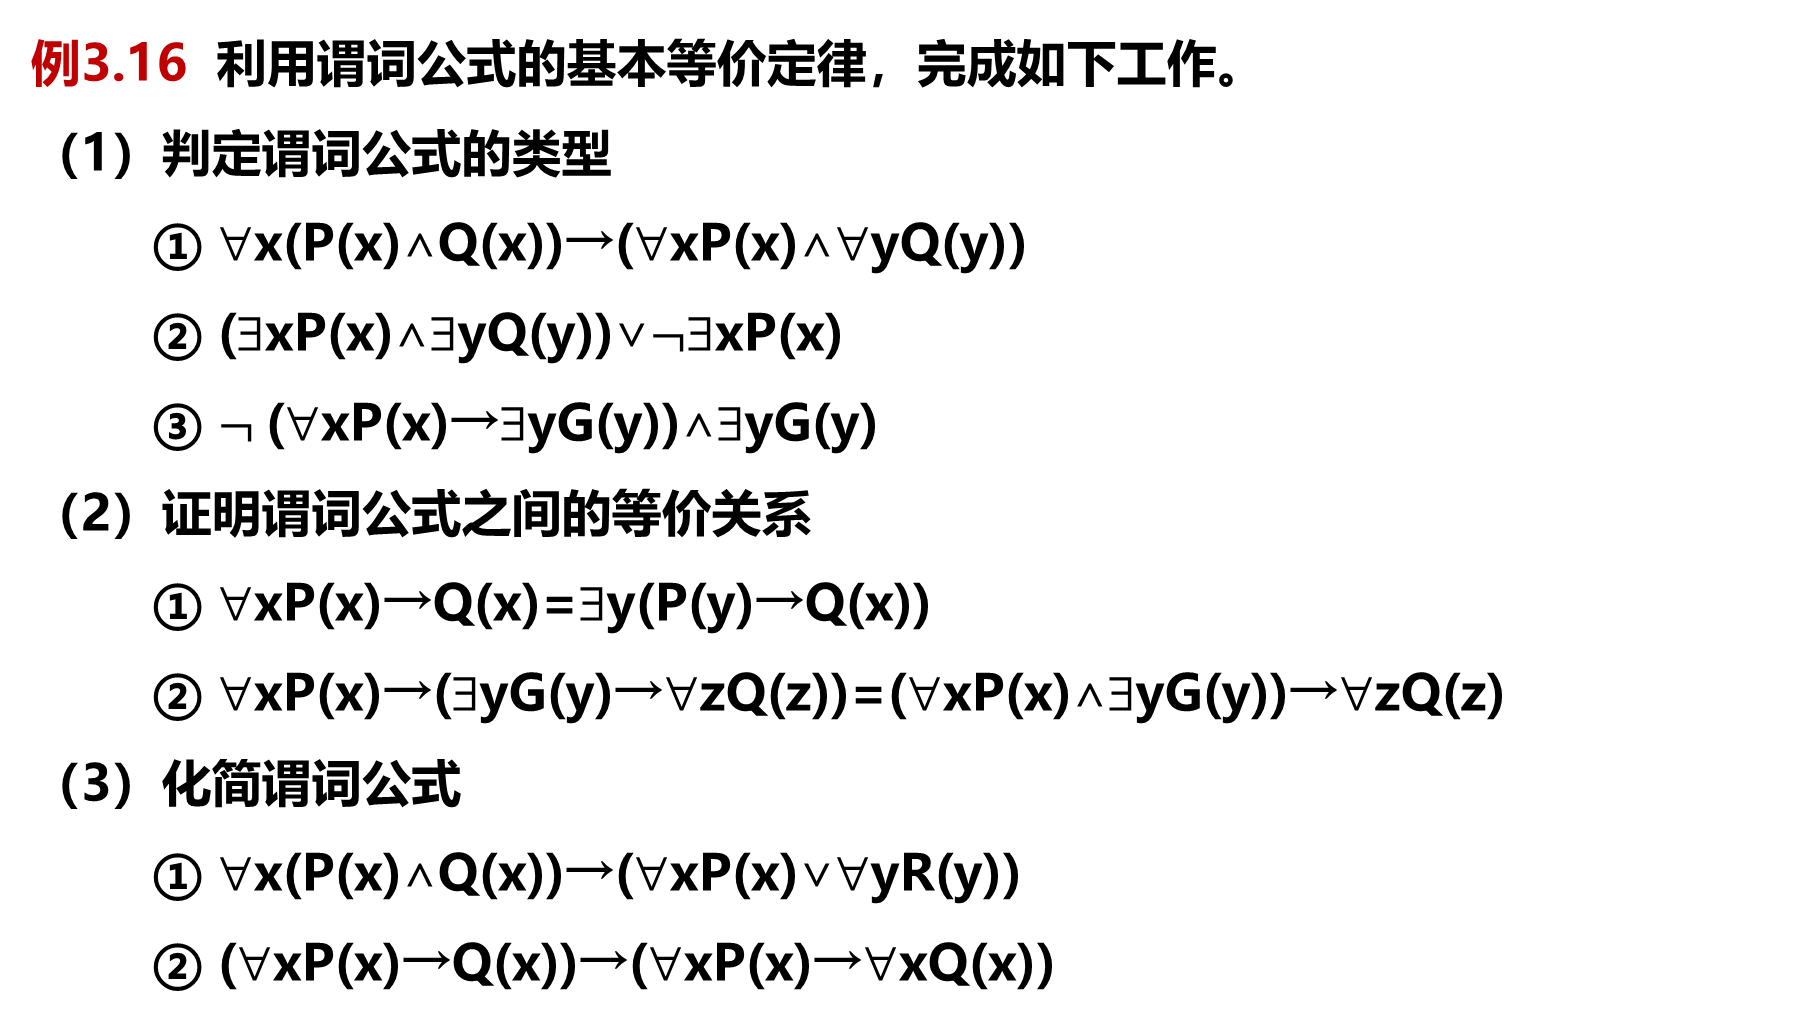 例3.16 利用谓词公式的基本等价定律，完成如下工作。
（1）判定谓词公式的类型
① ∀x(P(x)∧Q(x))→(∀xP(x)∧∀yQ(y))
② (∃xP(x)∧∃yQ(y))∨¬∃xP(x)
③ ¬ (∀xP(x)→∃yG(y))∧∃yG(y)
（2）证明谓词公式之间的等价关系
① ∀xP(x)→Q(x)=∃y(P(y)→Q(x))
② ∀xP(x)→(∃yG(y)→∀zQ(z))=(∀xP(x)∧∃yG(y))→∀zQ(z)
（3）化简谓词公式
① ∀x(P(x)∧Q(x))→(∀xP(x)∨∀yR(y))
② (∀xP(x)→Q(x))→(∀xP(x)→∀xQ(x))